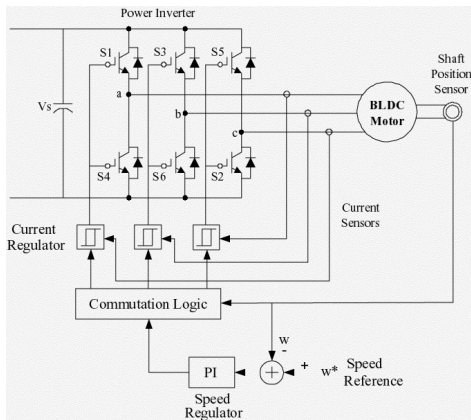 Power Inverter
S1
S3
S5
Shaft
Position
Sensor
Vs
a
b
c
BLDC
Motor
S4
S6
S2
Current
Regulator
Current
Sensors
Commutation Logic
w
-
+
w*
Speed
Reference
PI
Speed
Regulator